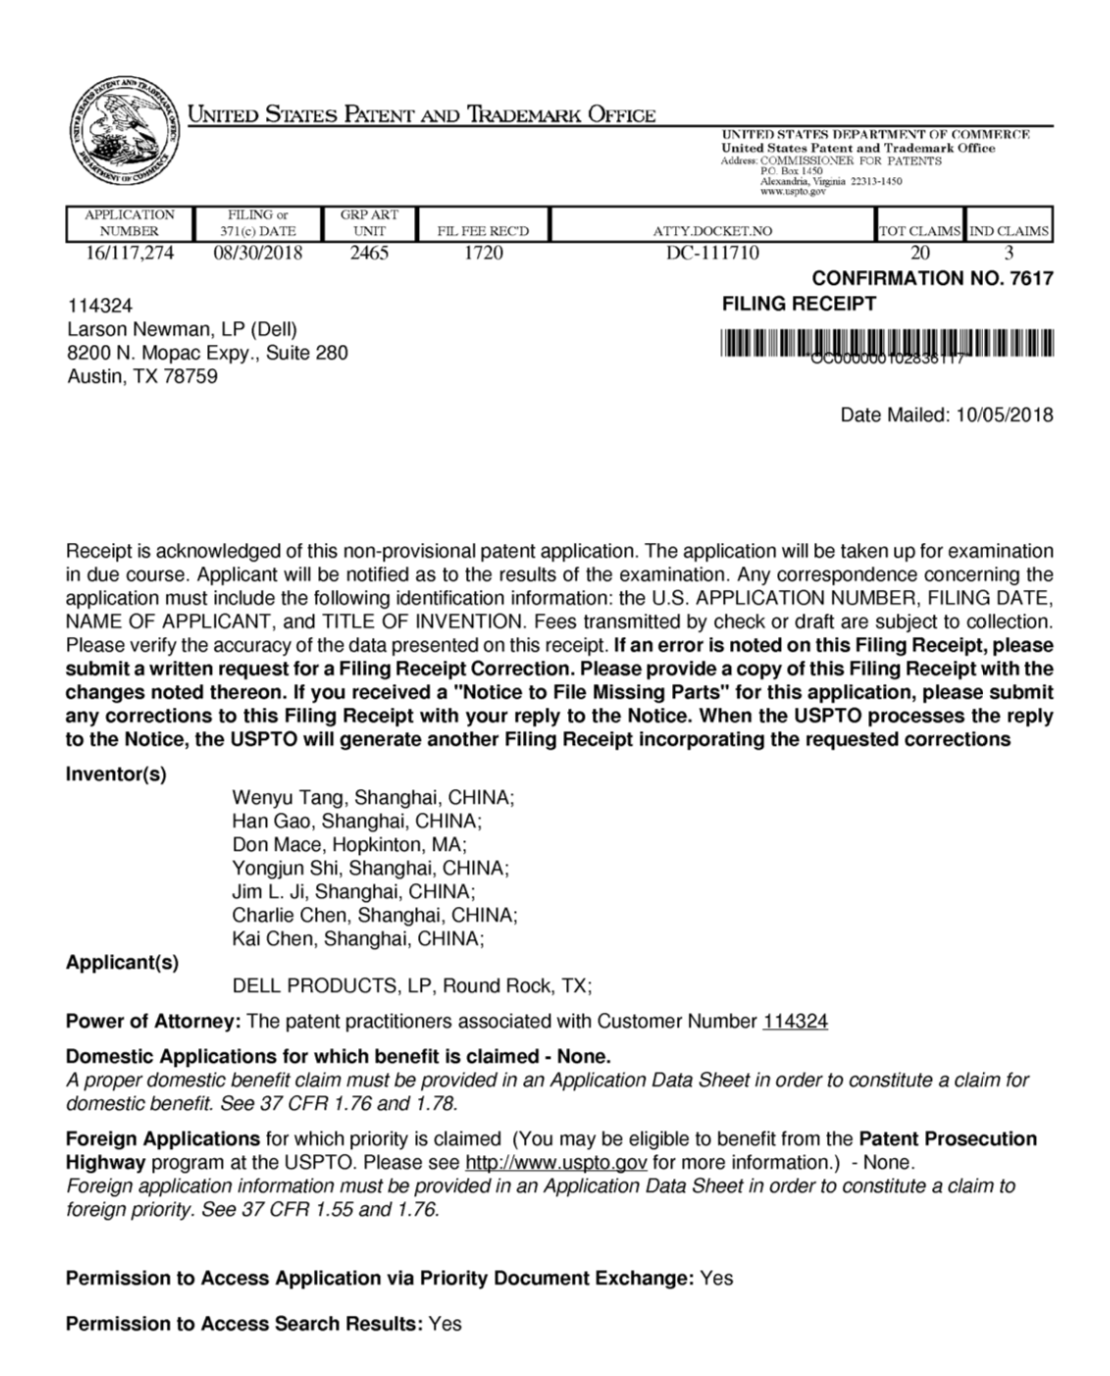 UNITED STATES PATENT AND TRADEMARK OFFICE
UNITED STATES DEPARTMENT OF COMMERCE
United States Patent and Trademark Office
Address: COMMISSIONER FOR PATENTS
P.O. Box 1450
Alexandria, Virginia 22313-1450
www.uspto.gov
APPLICATION NUMBER
FILING or 371(c) DATE
GRP ART UNIT
FIL FEE REC'D
ATTY.DOCKET.NO
TOT CLAIMS
IND CLAIMS
16/117,274 08/30/2018 2465 1720 DC-111710 20 3
CONFIRMATION NO. 7617
114324
Larson Newman, LP (Dell)
8200 N. Mopac Expy., Suite 280
Austin, TX 78759
FILING RECEIPT
*OC000000102836117*
Date Mailed: 10/05/2018
Receipt is acknowledged of this non-provisional patent application. The application will be taken up for examination
in due course. Applicant will be notified as to the results of the examination. Any correspondence concerning the
application must include the following identification information: the U.S. APPLICATION NUMBER, FILING DATE,
NAME OF APPLICANT, and TITLE OF INVENTION. Fees transmitted by check or draft are subject to collection.
Please verify the accuracy of the data presented on this receipt. If an error is noted on this Filing Receipt, please
submit a written request for a Filing Receipt Correction. Please provide a copy of this Filing Receipt with the
changes noted thereon. If you received a "Notice to File Missing Parts" for this application, please submit
any corrections to this Filing Receipt with your reply to the Notice. When the USPTO processes the reply
to the Notice, the USPTO will generate another Filing Receipt incorporating the requested corrections
Inventor(s)
Wenyu Tang, Shanghai, CHINA;
Han Gao, Shanghai, CHINA;
Don Mace, Hopkinton, MA;
Yongjun Shi, Shanghai, CHINA;
Jim L. Ji, Shanghai, CHINA;
Charlie Chen, Shanghai, CHINA;
Kai Chen, Shanghai, CHINA;
Applicant(s)
DELL PRODUCTS, LP, Round Rock, TX;
Power of Attorney: The patent practitioners associated with Customer Number 114324
Domestic Applications for which benefit is claimed - None.
A proper domestic benefit claim must be provided in an Application Data Sheet in order to constitute a claim for
domestic benefit. See 37 CFR 1.76 and 1.78.
Foreign Applications for which priority is claimed (You may be eligible to benefit from the Patent Prosecution
Highway program at the USPTO. Please see http://www.uspto.gov for more information.) - None.
Foreign application information must be provided in an Application Data Sheet in order to constitute a claim to
foreign priority. See 37 CFR 1.55 and 1.76.
Permission to Access Application via Priority Document Exchange: Yes
Permission to Access Search Results: Yes